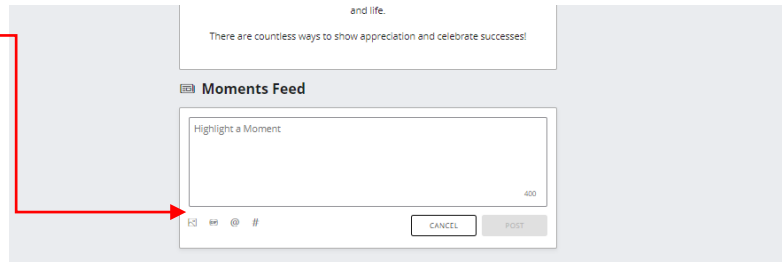 and life.
There are countless ways to show appreciation and celebrate successes!
Moments Feed
Highlight a Moment
400
GIF @ #
CANCEL POST